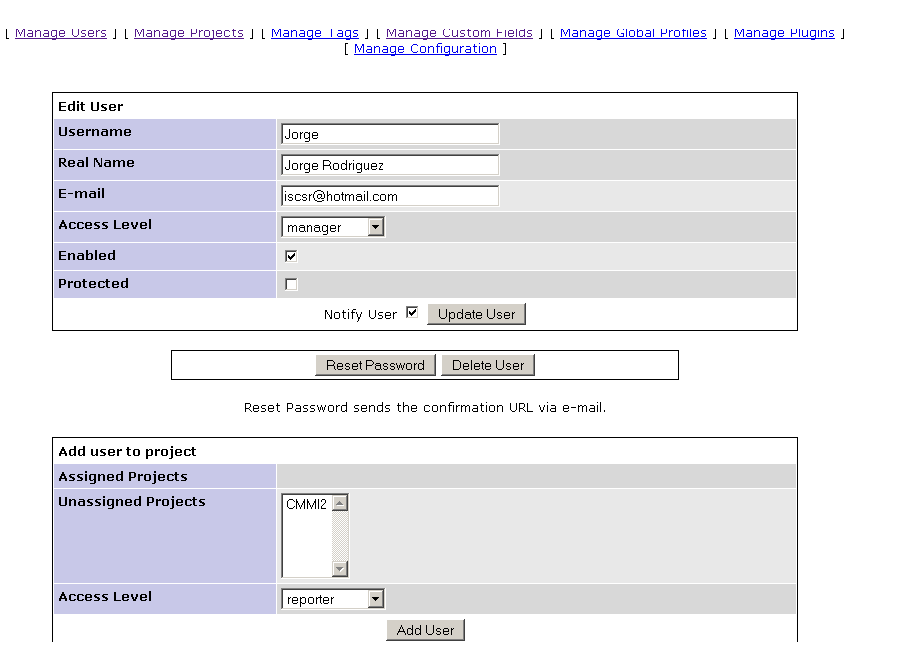 [ Manage Users ] [ Manage Projects ] [ Manage Tags ] [ Manage Custom Fields ] [ Manage Global Profiles ] [ Manage Plugins ]
[ Manage Configuration ]
Edit User
Username Jorge
Real Name Jorge Rodriguez
E-mail iscsr@hotmail.com
Access Level manager
Enabled
Protected
Notify User Update User
Reset Password Delete User
Reset Password sends the confirmation URL via e-mail.
Add user to project
Assigned Projects
Unassigned Projects CMMI2
Access Level reporter
Add User